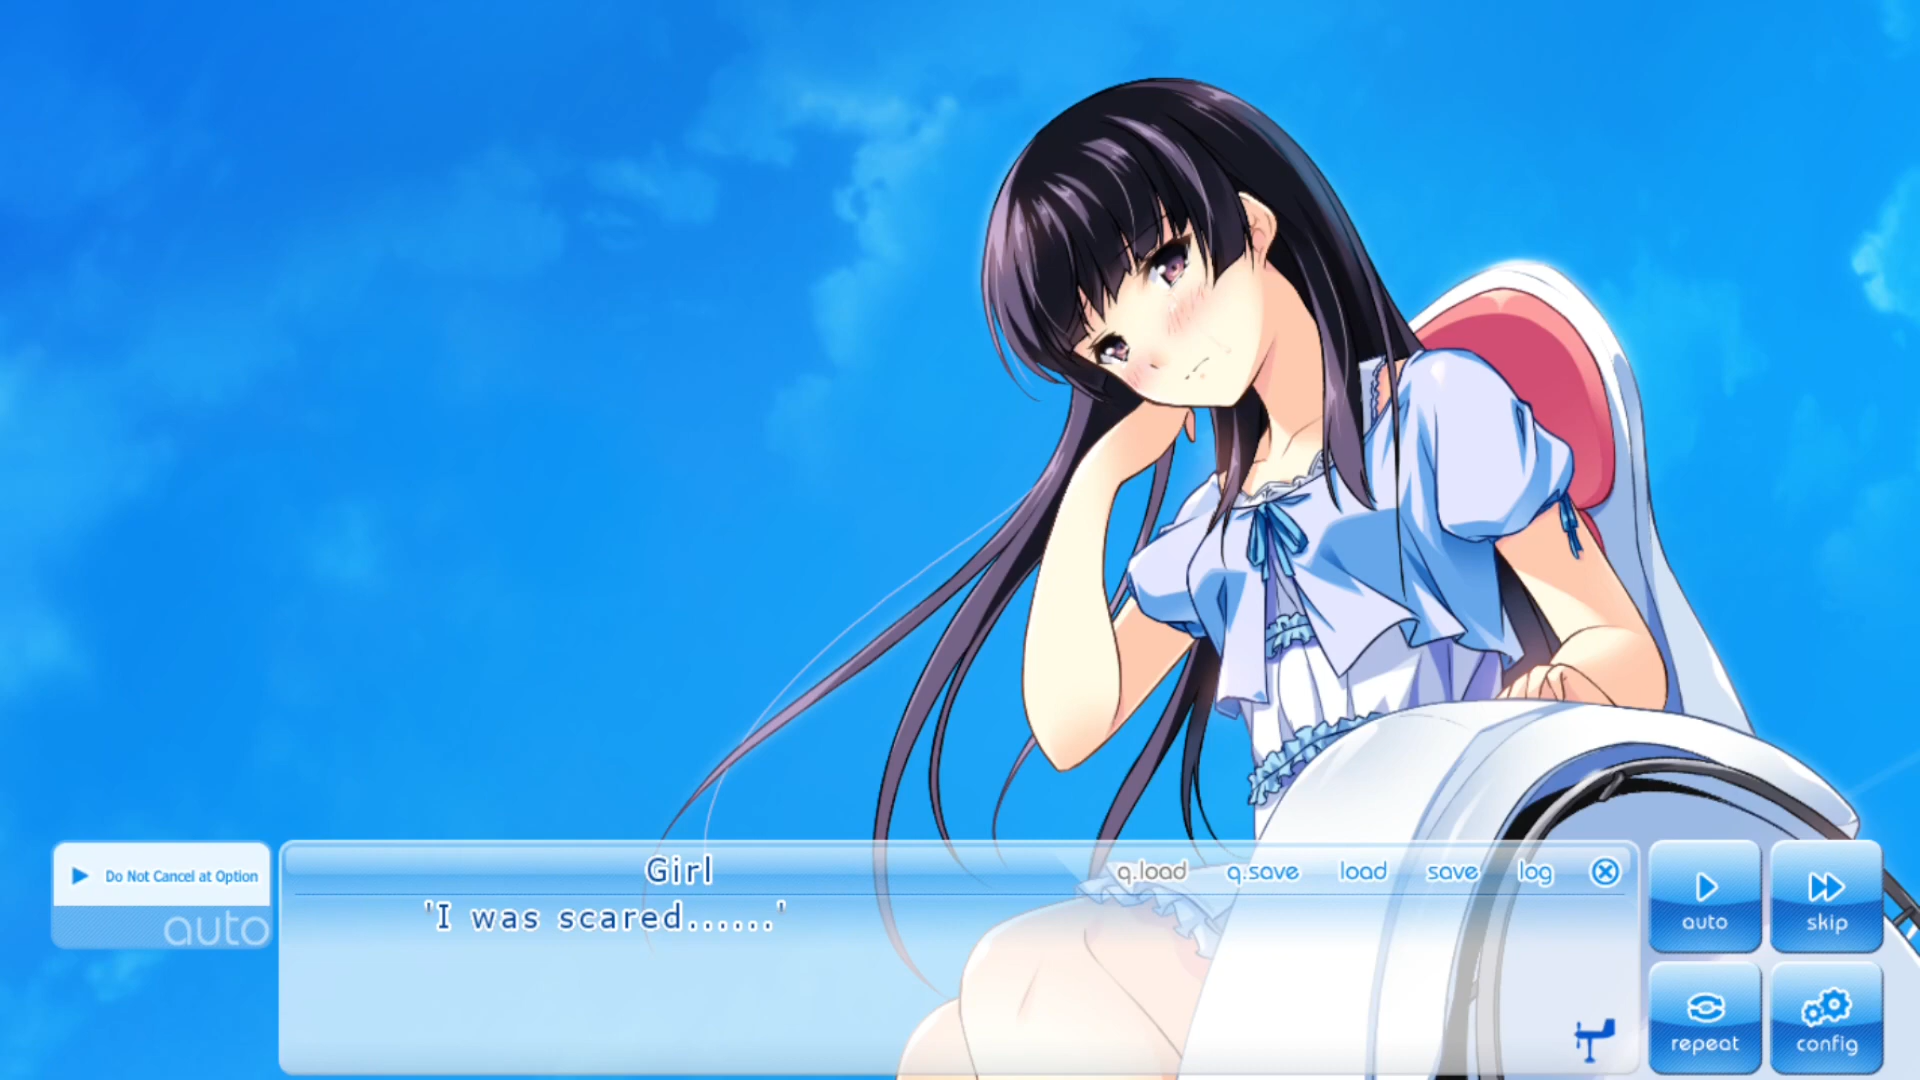 Do Not Cancel at Option
auto
Girl
q.load q.save load save log
'I was scared......'
auto
skip
repeat
config